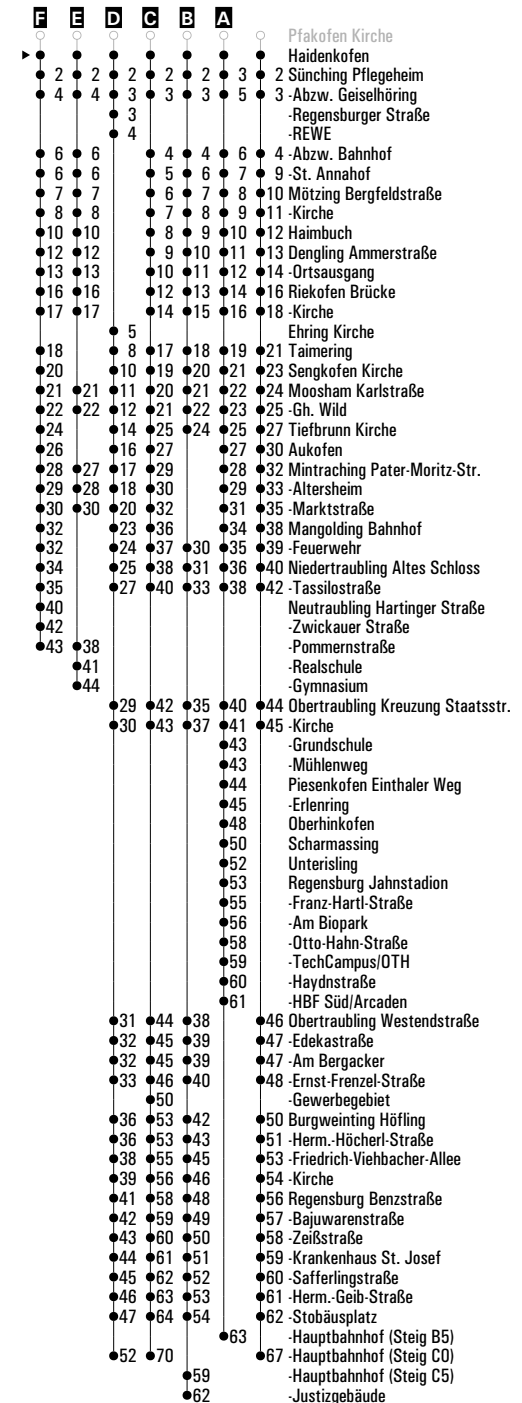 F E D C B A
Pfakofen Kirche
Haidenkofen
2 2 2 2 2 3 2 Sünching Pflegeheim
4 4 3 3 3 5 3 -Abzw. Geiselhöring
3 -Regensburger Straße
4 -REWE
6 6 4 4 6 4 -Abzw. Bahnhof
6 6 5 6 7 9 -St. Annahof
7 7 6 7 8 10 Mötzing Bergfeldstraße
8 8 7 8 9 11 -Kirche
10 10 8 9 10 12 Haimbuch
12 12 9 10 11 13 Dengling Ammerstraße
13 13 10 11 12 14 -Ortsausgang
16 16 12 13 14 16 Riekofen Brücke
17 17 14 15 16 18 -Kirche
5 Ehring Kirche
18 8 17 18 19 21 Taimering
20 10 19 20 21 23 Sengkofen Kirche
21 21 11 20 21 22 24 Moosham Karlstraße
22 22 12 21 22 23 25 -Gh. Wild
24 14 25 24 25 27 Tiefbrunn Kirche
26 16 27 27 30 Aukofen
28 27 17 29 28 32 Mintraching Pater-Moritz-Str.
29 28 18 30 29 33 -Altersheim
30 30 20 32 31 35 -Marktstraße
32 23 36 34 38 Mangolding Bahnhof
32 24 37 30 35 39 -Feuerwehr
34 25 38 31 36 40 Niedertraubling Altes Schloss
35 27 40 33 38 42 -Tassilostraße
40 Neutraubling Hartinger Straße
42 -Zwickauer Straße
43 38 -Pommernstraße
41 -Realschule
44 -Gymnasium
29 42 35 40 44 Obertraubling Kreuzung Staatsstr.
30 43 37 41 45 -Kirche
43 -Grundschule
43 -Mühlenweg
44 Piesenkofen Einthaler Weg
45 -Erlenring
48 Oberhinkofen
50 Scharmassing
52 Unterisling
53 Regensburg Jahnstadion
55 -Franz-Hartl-Straße
56 -Am Biopark
58 -Otto-Hahn-Straße
59 -TechCampus/OTH
60 -Haydnstraße
61 -HBF Süd/Arcaden
31 44 38 46 Obertraubling Westendstraße
32 45 39 47 -Edekastraße
32 45 39 47 -Am Bergacker
33 46 40 48 -Ernst-Frenzel-Straße
50 -Gewerbegebiet
36 53 42 50 Burgweinting Höfling
36 53 43 51 -Herm.-Höcherl-Straße
38 55 45 53 -Friedrich-Viehbacher-Allee
39 56 46 54 -Kirche
41 58 48 56 Regensburg Benzstraße
42 59 49 57 -Bajuwarenstraße
43 60 50 58 -Zeißstraße
44 61 51 59 -Krankenhaus St. Josef
45 62 52 60 -Safferlingstraße
46 63 53 61 -Herm.-Geib-Straße
47 64 54 62 -Stobäusplatz
63 -Hauptbahnhof (Steig B5)
52 70 67 -Hauptbahnhof (Steig C0)
59 -Hauptbahnhof (Steig C5)
62 -Justizgebäude